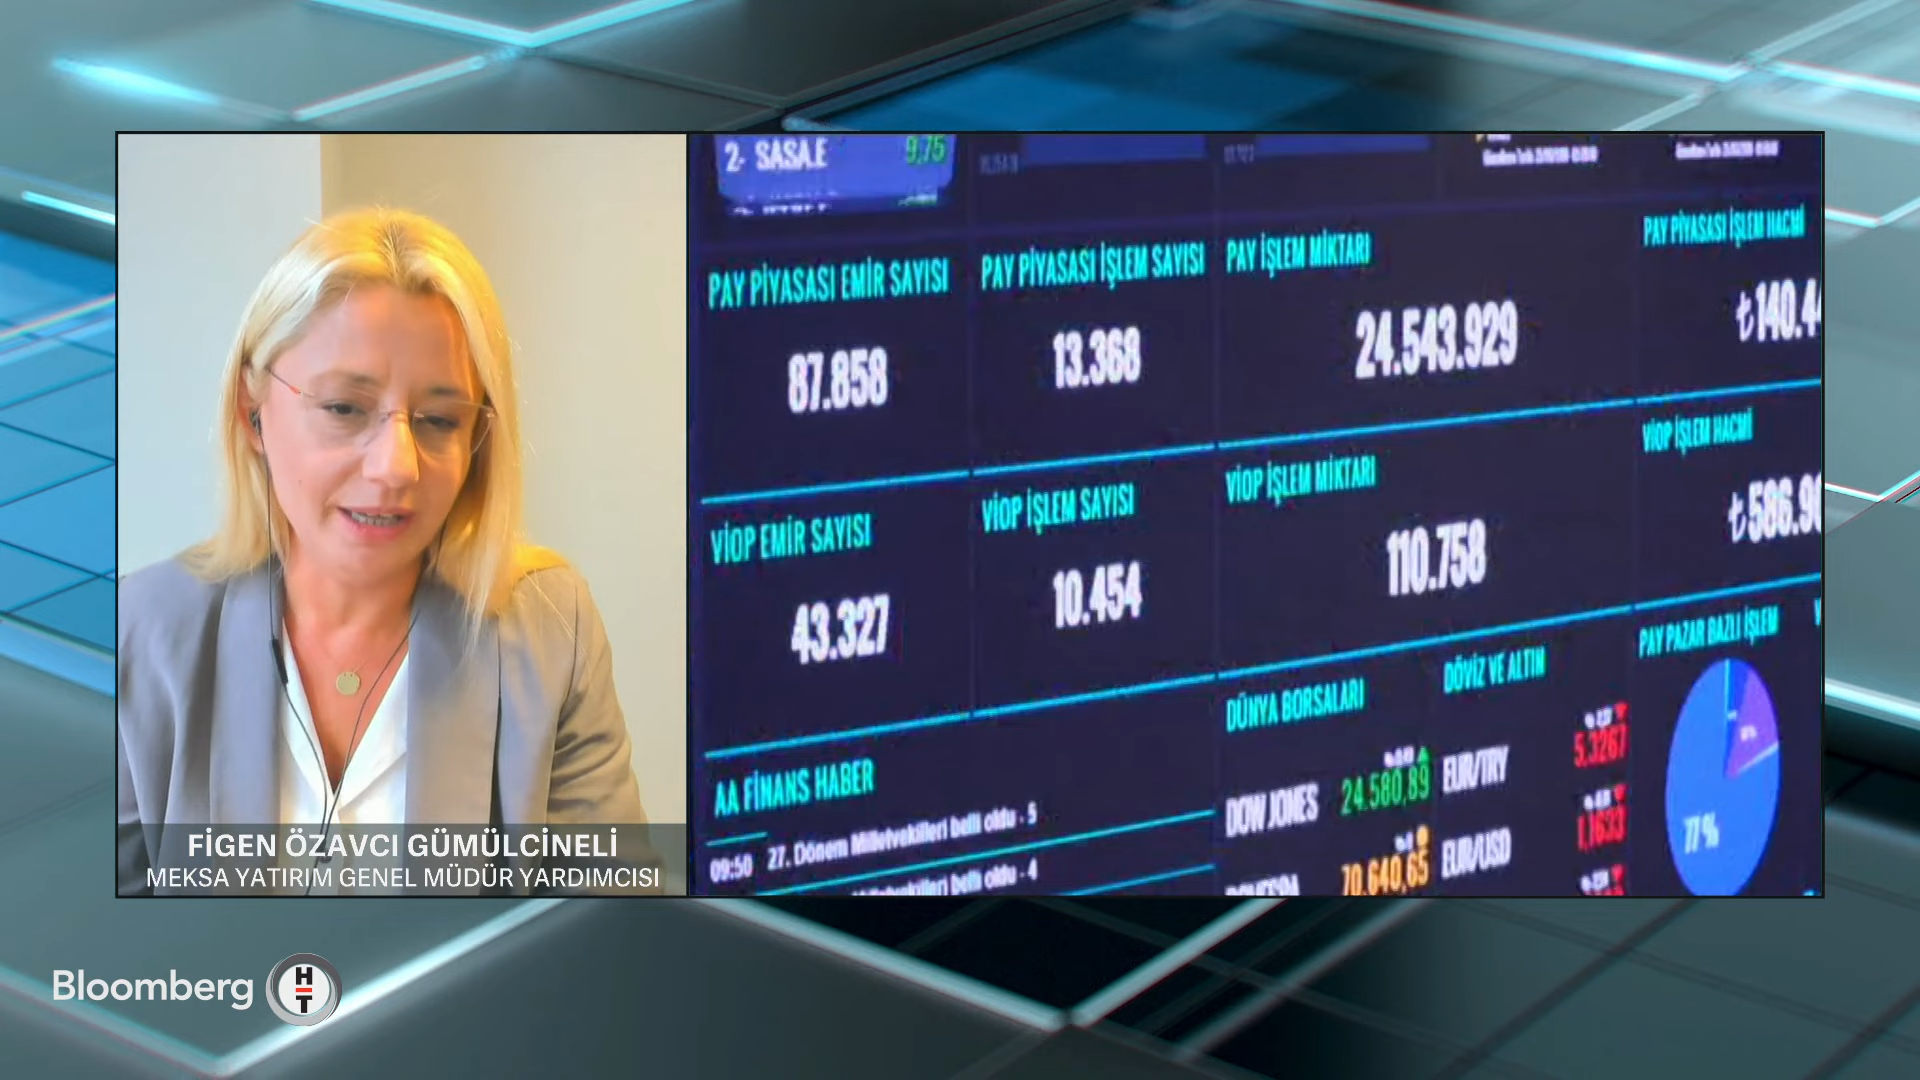 2- SASA.E
9,75
PAY PİYASASI EMİR SAYISI
87.858
PAY PİYASASI İŞLEM SAYISI
13.368
PAY İŞLEM MİKTARI
24.543.929
PAY PİYASASI İŞLEM HACMİ
₺140.4
VİOP EMİR SAYISI
43.327
VİOP İŞLEM SAYISI
10.454
VİOP İŞLEM MİKTARI
110.758
VİOP İŞLEM HACMİ
₺586.90
AA FİNANS HABER
09:50 27. Dönem Milletvekilleri belli oldu - 5
Milletvekilleri belli oldu - 4
DÜNYA BORSALARI
DOW JONES 24.580,89
70.640,65
DÖVİZ VE ALTIN
EUR/TRY 5,3267
EUR/USD 1,1633
PAY PAZAR BAZLI İŞLEM
77%
FİGEN ÖZAVCI GÜMÜLCİNELİ
MEKSA YATIRIM GENEL MÜDÜR YARDIMCISI
Bloomberg HT